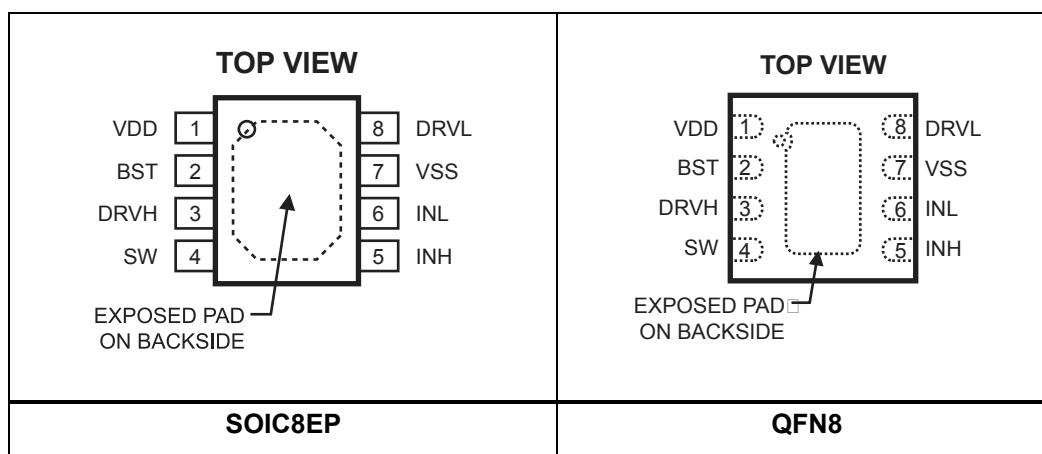 TOP VIEW
VDD 1 8 DRVL
BST 2 7 VSS
DRVH 3 6 INL
SW 4 5 INH
EXPOSED PAD
ON BACKSIDE
SOIC8EP
TOP VIEW
VDD 1 8 DRVL
BST 2 7 VSS
DRVH 3 6 INL
SW 4 5 INH
EXPOSED PAD□
ON BACKSIDE
QFN8